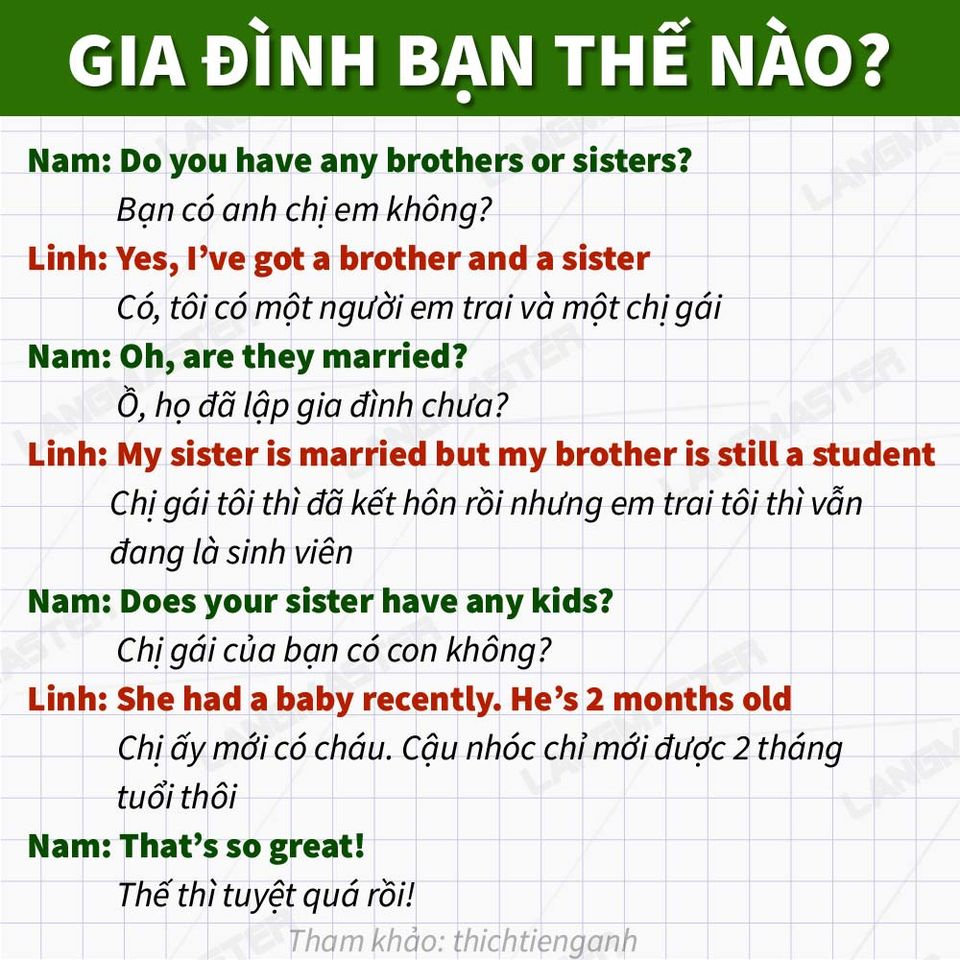 GIA ĐÌNH BẠN THẾ NÀO?
Nam: Do you have any brothers or sisters?
Bạn có anh chị em không?
Linh: Yes, I’ve got a brother and a sister
Có, tôi có một người em trai và một chị gái
Nam: Oh, are they married?
Ồ, họ đã lập gia đình chưa?
Linh: My sister is married but my brother is still a student
Chị gái tôi thì đã kết hôn rồi nhưng em trai tôi thì vẫn
đang là sinh viên
Nam: Does your sister have any kids?
Chị gái của bạn có con không?
Linh: She had a baby recently. He’s 2 months old
Chị ấy mới có cháu. Cậu nhóc chỉ mới được 2 tháng
tuổi thôi
Nam: That’s so great!
Thế thì tuyệt quá rồi!
Tham khảo: thichtienganh